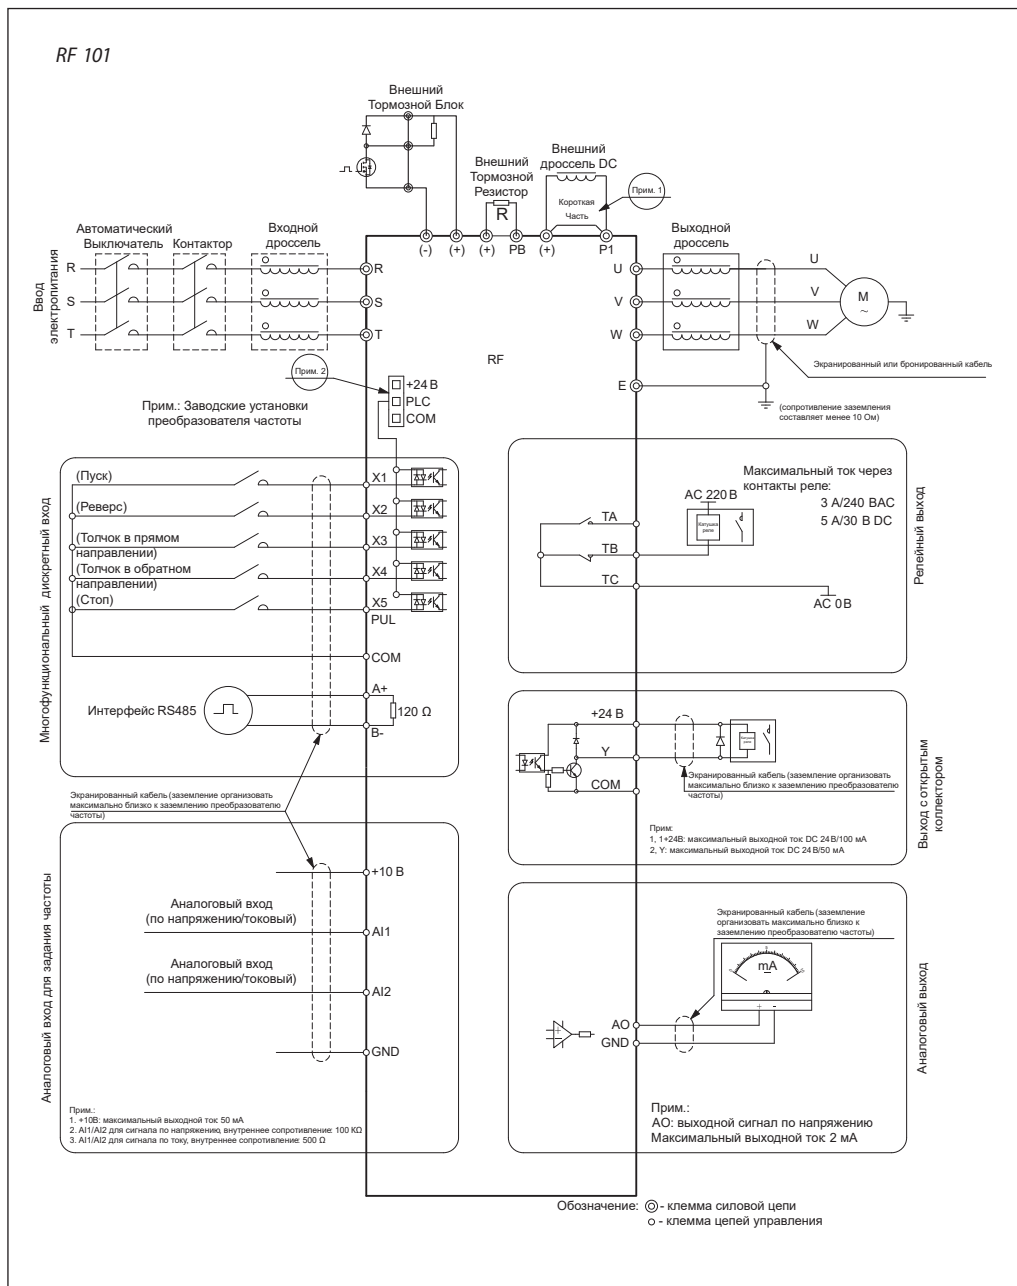 RF 101
Внешний
Тормозной Блок
Внешний
Тормозной
Резистор
R
Внешний
дроссель DC
Короткая
Часть
Прим. 1
Автоматический
Выключатель
Контактор
Входной
дроссель
(-)
(+)
(+)
PB
(+)
P1
Выходной
дроссель
Ввод
электропитания
R
S
T
R
S
T
U
V
W
U
V
W
M
~
RF
E
Экранированный или бронированный кабель
(сопротивление заземления
составляет менее 10 Ом)
Прим. 2
+24 В
PLC
COM
Прим.: Заводские установки
преобразователя частоты
Многофункциональный дискретный вход
(Пуск)
(Реверс)
(Толчок в прямом
направлении)
(Толчок в обратном
направлении)
(Стоп)
X1
X2
X3
X4
X5
PUL
COM
A+
B-
120 Ω
Интерфейс RS485
Экранированный кабель (заземление организовать
максимально близко к заземлению преобразователю
частоты)
Максимальный ток через
контакты реле:
3 А/240 ВАС
5 А/30 В DC
AC 220 В
Катушка
реле
TA
TB
TC
AC 0 В
Релейный выход
+24 В
Y
COM
Катушка
реле
Экранированный кабель (заземление организовать
максимально близко к заземлению преобразователю
частоты)
Прим:
1, 1+24В: максимальный выходной ток: DC 24 В/100 мА
2, Y: максимальный выходной ток: DC 24 В/50 мА
Выход с открытым
коллектором
Аналоговый вход для задания частоты
+10 В
Аналоговый вход
(по напряжению/токовый)
AI1
Аналоговый вход
(по напряжению/токовый)
AI2
GND
Прим.:
1. +10В: максимальный выходной ток: 50 мА
2. AI1/AI2 для сигнала по напряжению, внутреннее сопротивление: 100 KΩ
3. AI1/AI2 для сигнала по току, внутреннее сопротивление: 500 Ω
Экранированный кабель (заземление
организовать максимально близко к
заземлению преобразователю частоты)
0
5
10
mA
+
-
AO
GND
Прим.:
АО: выходной сигнал по напряжению
Максимальный выходной ток: 2 мА
Аналоговый выход
Обозначение: - клемма силовой цепи
- клемма цепей управления